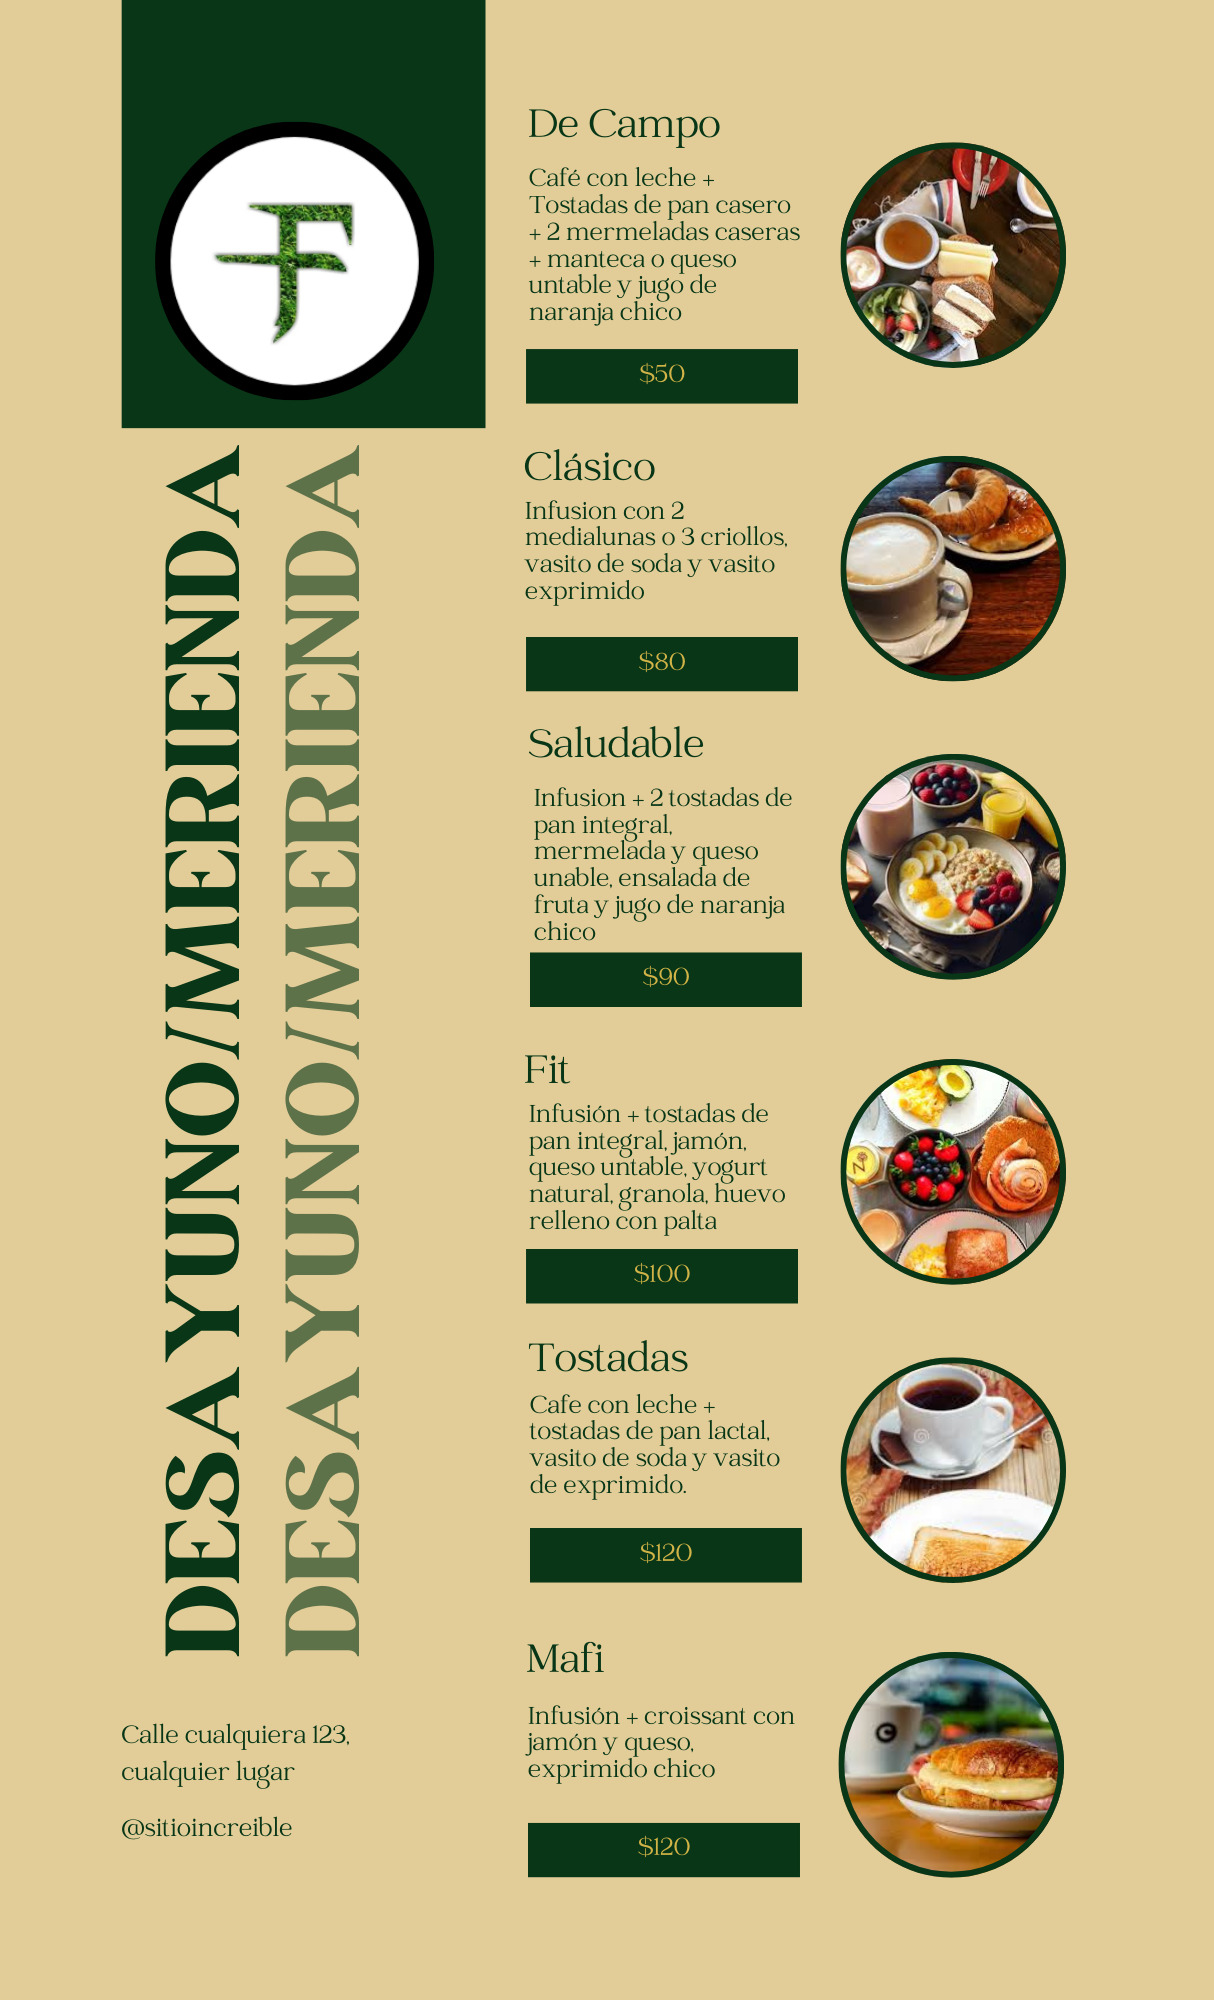 F
De Campo
Café con leche +
Tostadas de pan casero
+ 2 mermeladas caseras
+ manteca o queso
untable y jugo de
naranja chico
$50
Clásico
Infusion con 2
medialunas o 3 criollos,
vasito de soda y vasito
exprimido
$80
Saludable
Infusion + 2 tostadas de
pan integral,
mermelada y queso
unable, ensalada de
fruta y jugo de naranja
chico
$90
Fit
Infusión + tostadas de
pan integral, jamón,
queso untable, yogurt
natural, granola, huevo
relleno con palta
$100
Tostadas
Cafe con leche +
tostadas de pan lactal,
vasito de soda y vasito
de exprimido.
$120
Mafi
Infusión + croissant con
jamón y queso,
exprimido chico
$120
DESAYUNO/MERIENDA
DESAYUNO/MERIENDA
Calle cualquiera 123,
cualquier lugar
@sitioincreible